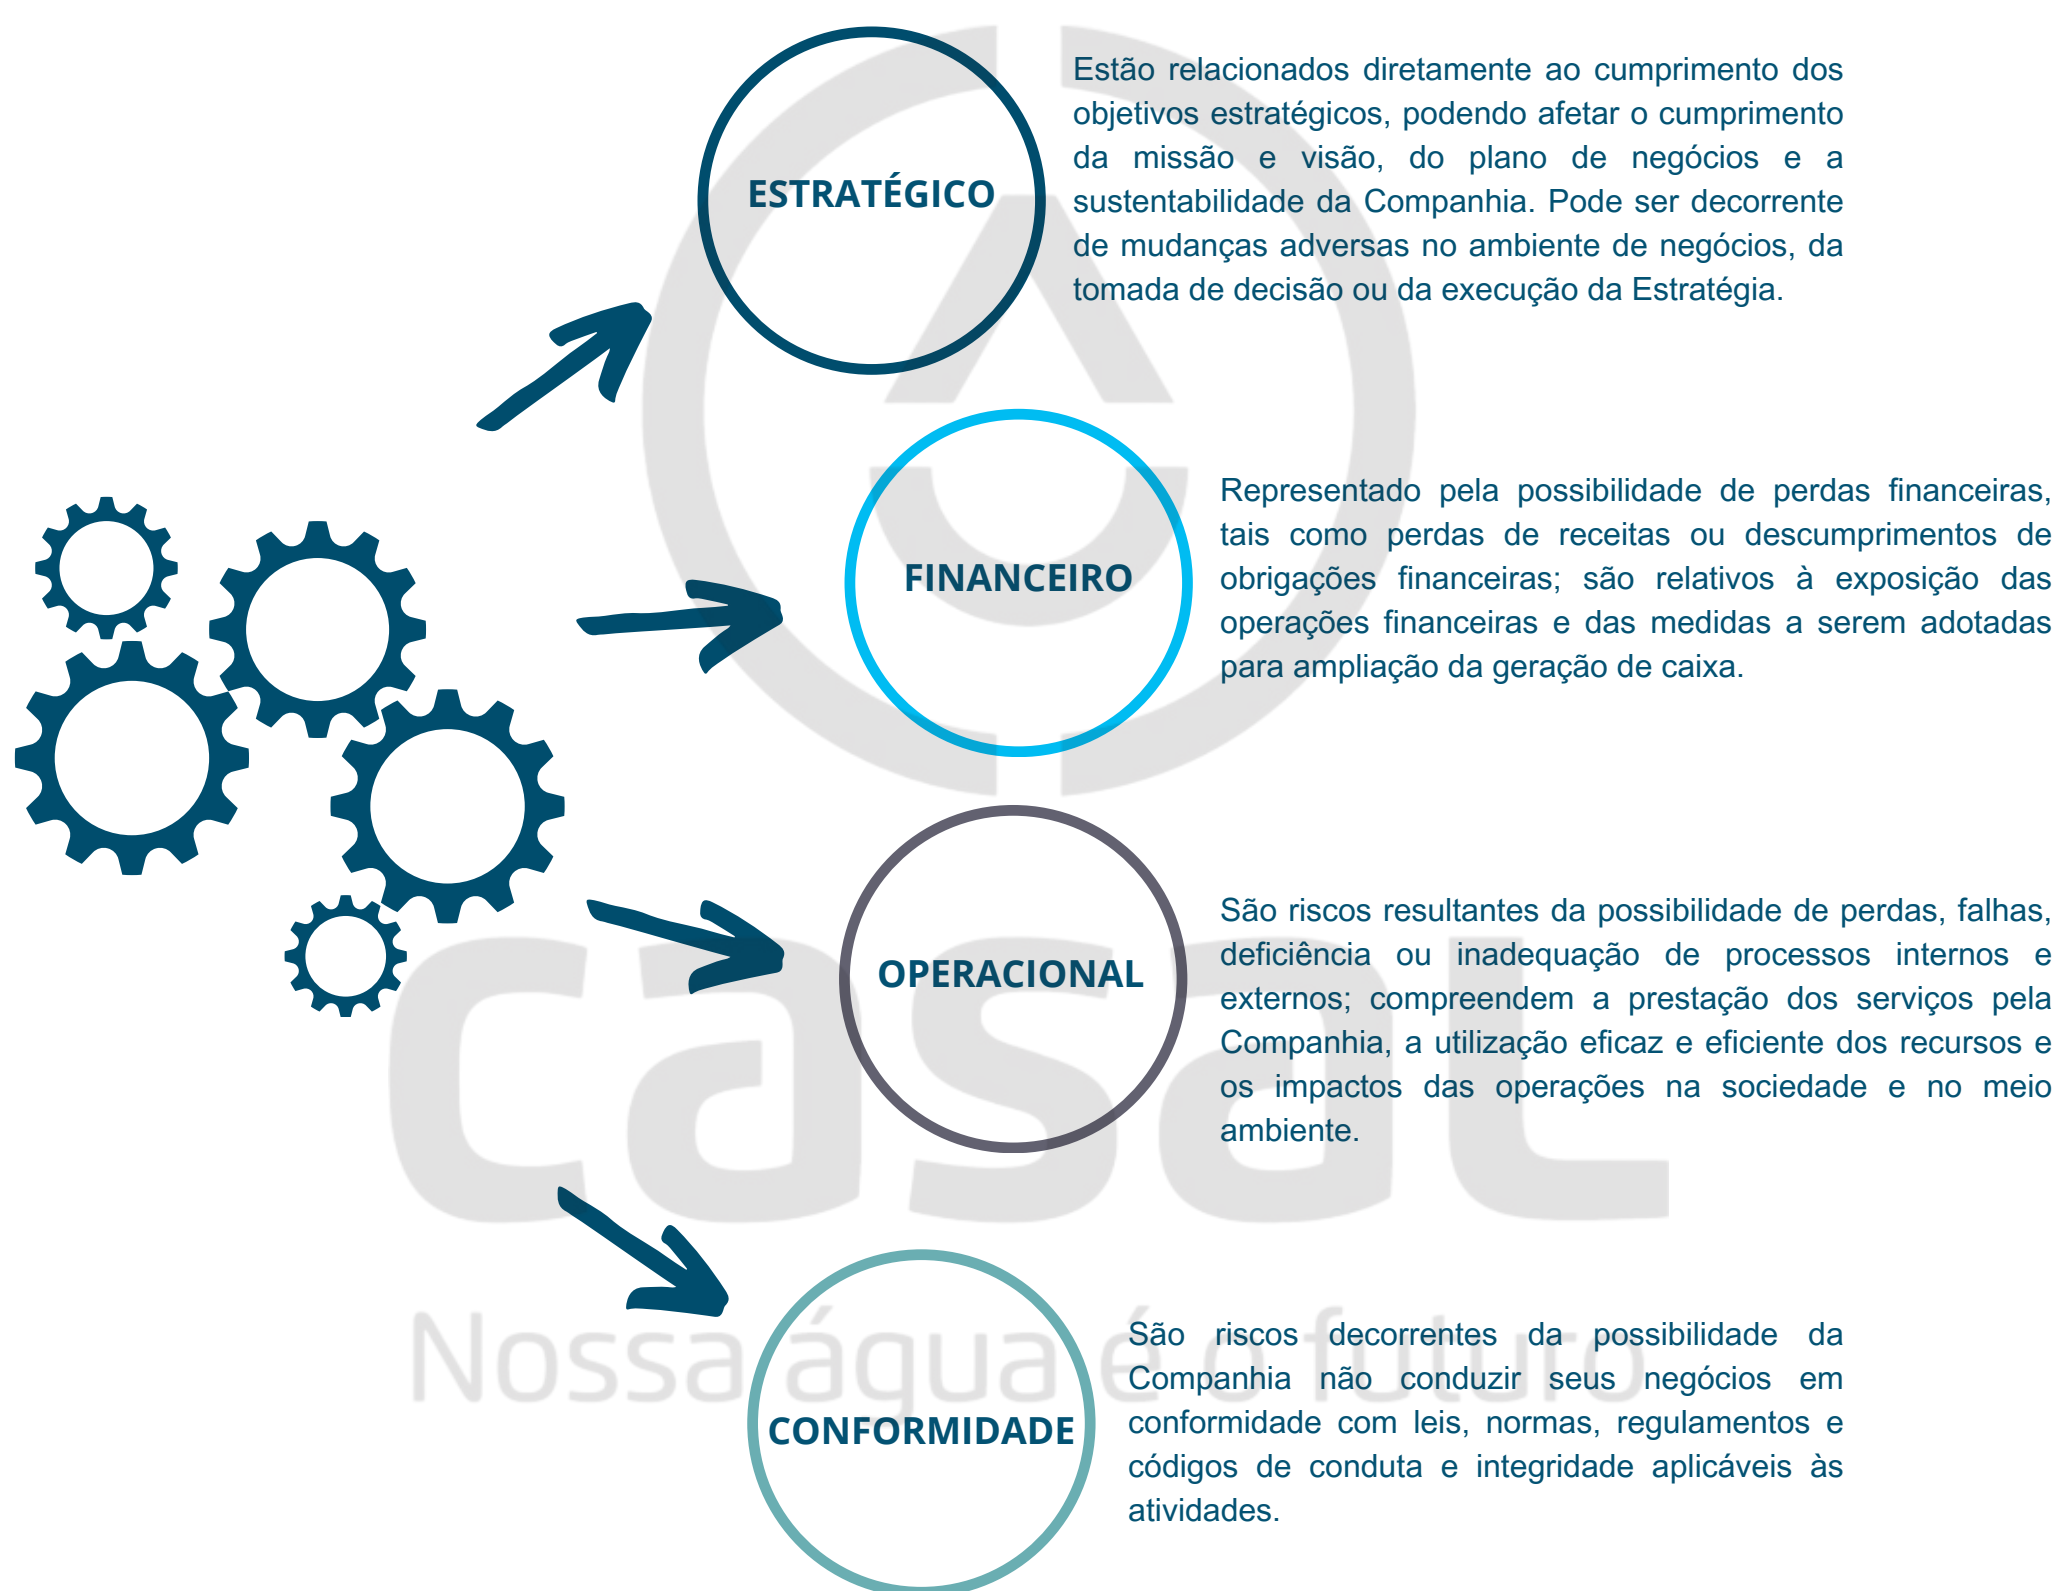 ESTRATÉGICO
Estão relacionados diretamente ao cumprimento dos
objetivos estratégicos, podendo afetar o cumprimento
da missão e visão, do plano de negócios e a
sustentabilidade da Companhia. Pode ser decorrente
de mudanças adversas no ambiente de negócios, da
tomada de decisão ou da execução da Estratégia.
FINANCEIRO
Representado pela possibilidade de perdas financeiras,
tais como perdas de receitas ou descumprimentos de
obrigações financeiras; são relativos à exposição das
operações financeiras e das medidas a serem adotadas
para ampliação da geração de caixa.
OPERACIONAL
São riscos resultantes da possibilidade de perdas, falhas,
deficiência ou inadequação de processos internos e
externos; compreendem a prestação dos serviços pela
Companhia, a utilização eficaz e eficiente dos recursos e
os impactos das operações na sociedade e no meio
ambiente.
casal
Nossa água é o futuro
CONFORMIDADE
São riscos decorrentes da possibilidade da
Companhia não conduzir seus negócios em
conformidade com leis, normas, regulamentos e
códigos de conduta e integridade aplicáveis às
atividades.